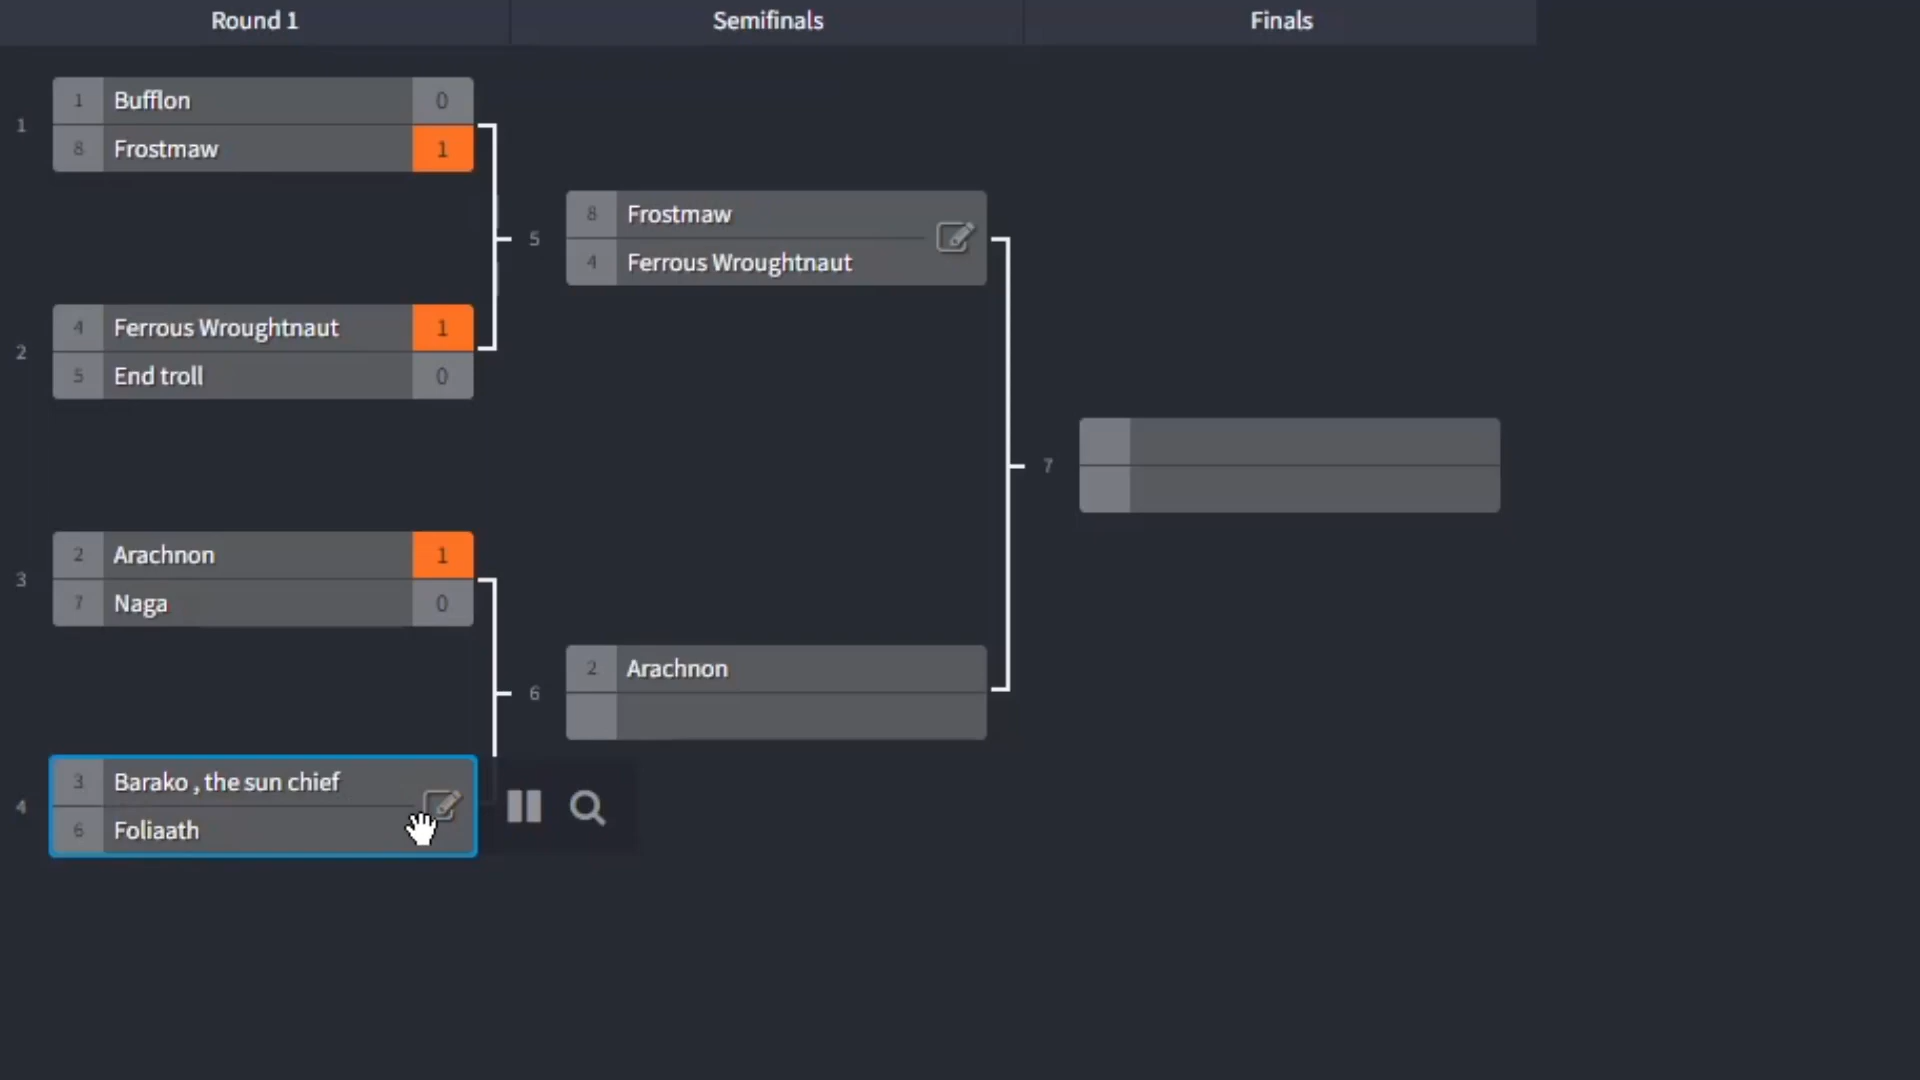 Round 1
Semifinals
Finals
1
1 Bufflon 0
8 Frostmaw 1
5
8 Frostmaw
4 Ferrous Wroughtnaut
2
4 Ferrous Wroughtnaut 1
5 End troll 0
7
3
2 Arachnon 1
7 Naga 0
6
2 Arachnon
4
3 Barako , the sun chief
6 Foliaath